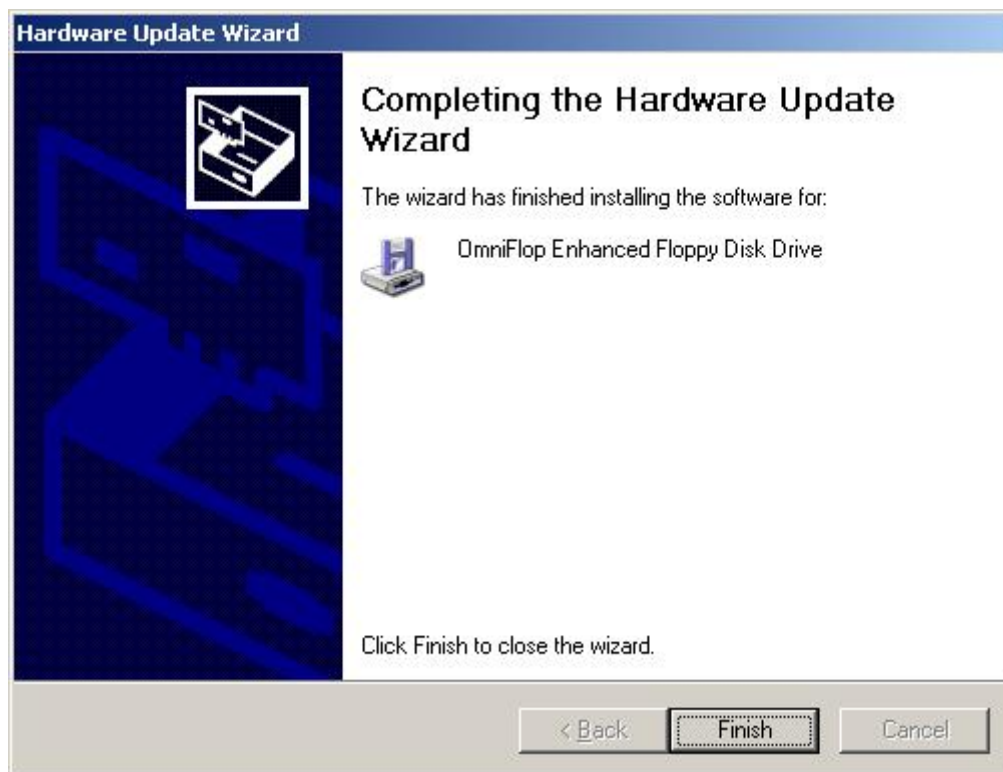 Hardware Update Wizard
Completing the Hardware Update
Wizard
The wizard has finished installing the software for:
OmniFlop Enhanced Floppy Disk Drive
Click Finish to close the wizard.
< Back
Finish
Cancel